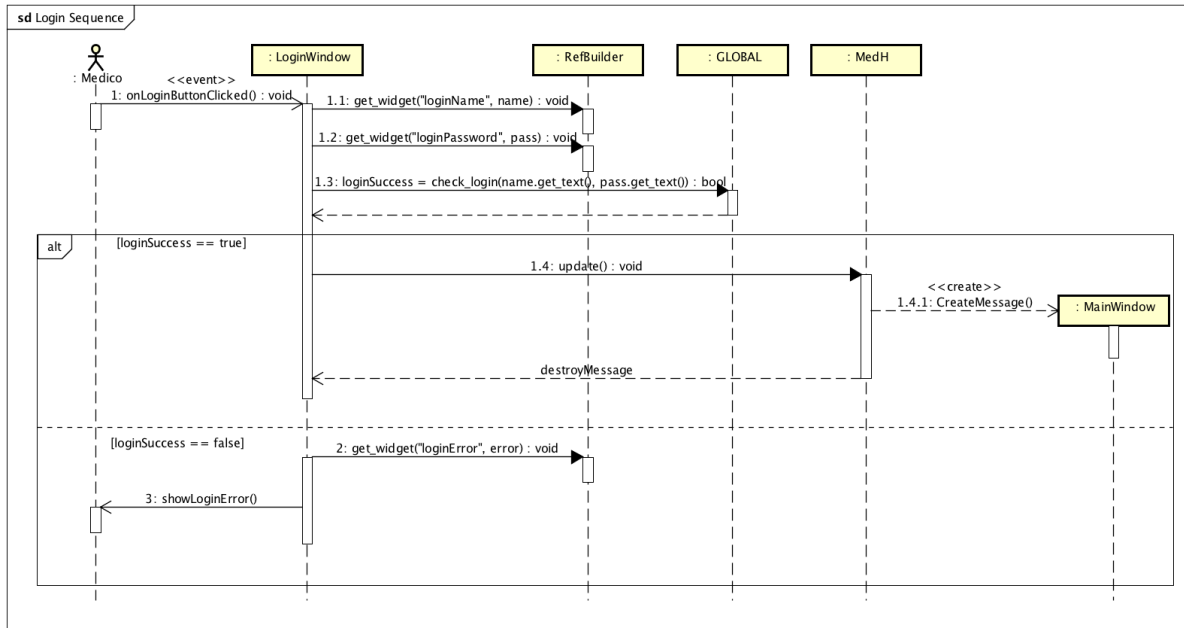 sd Login Sequence
: Medico
: LoginWindow
: RefBuilder
: GLOBAL
: MedH
<<event>>
1: onLoginButtonClicked() : void
1.1: get_widget("loginName", name) : void
1.2: get_widget("loginPassword", pass) : void
1.3: loginSuccess = check_login(name.get_text(), pass.get_text()) : bool
alt
[loginSuccess == true]
1.4: update() : void
<<create>>
1.4.1: CreateMessage()
: MainWindow
destroyMessage
[loginSuccess == false]
2: get_widget("loginError", error) : void
3: showLoginError()